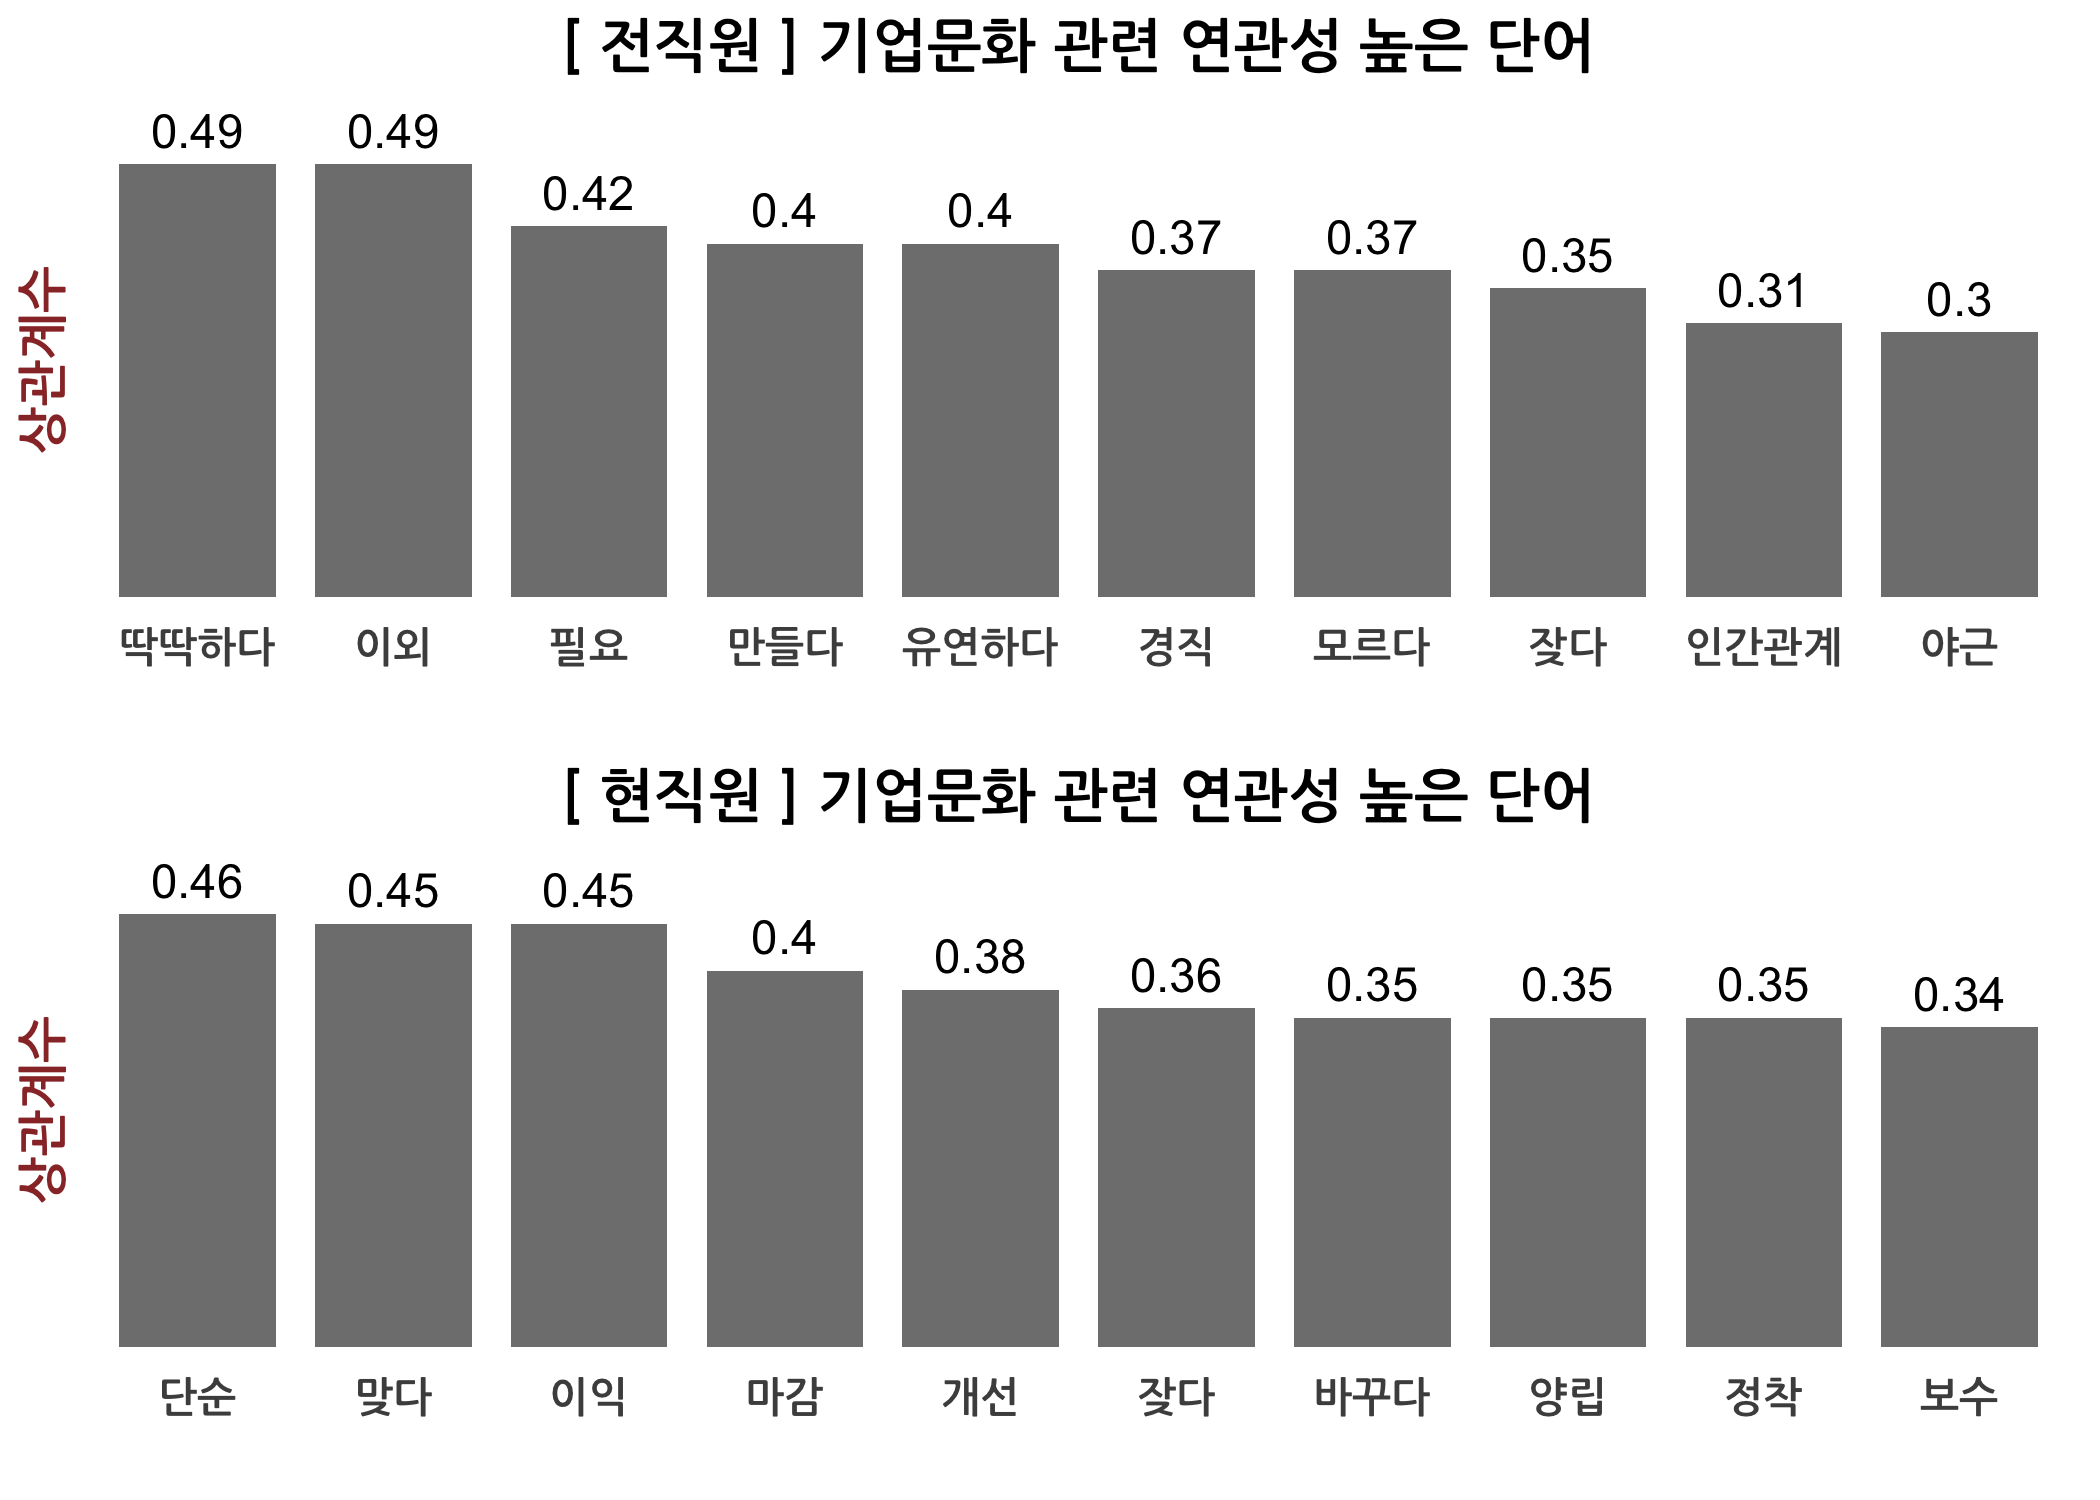 [ 전직원 ] 기업문화 관련 연관성 높은 단어
상관계수
0.49 0.49 0.42 0.4 0.4 0.37 0.37 0.35 0.31 0.3
딱딱하다 이외 필요 만들다 유연하다 경직 모르다 잦다 인간관계 야근
[ 현직원 ] 기업문화 관련 연관성 높은 단어
상관계수
0.46 0.45 0.45 0.4 0.38 0.36 0.35 0.35 0.35 0.34
단순 맞다 이익 마감 개선 잦다 바꾸다 양립 정착 보수